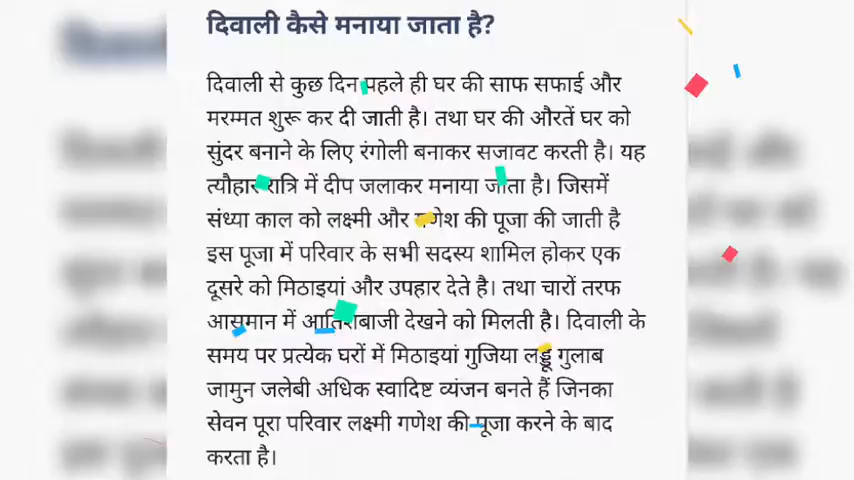 दिवाली कैसे मनाया जाता है?
दिवाली से कुछ दिन पहले ही घर की साफ सफाई और
मरम्मत शुरू कर दी जाती है। तथा घर की औरतें घर को
सुंदर बनाने के लिए रंगोली बनाकर सजावट करती है। यह
त्यौहार रात्रि में दीप जलाकर मनाया जाता है। जिसमें
संध्या काल को लक्ष्मी और गणेश की पूजा की जाती है
इस पूजा में परिवार के सभी सदस्य शामिल होकर एक
दूसरे को मिठाइयां और उपहार देते है। तथा चारों तरफ
आसमान में आतिशबाजी देखने को मिलती है। दिवाली के
समय पर प्रत्येक घरों में मिठाइयां गुजिया लड्डू गुलाब
जामुन जलेबी अधिक स्वादिष्ट व्यंजन बनते हैं जिनका
सेवन पूरा परिवार लक्ष्मी गणेश की पूजा करने के बाद
करता है।